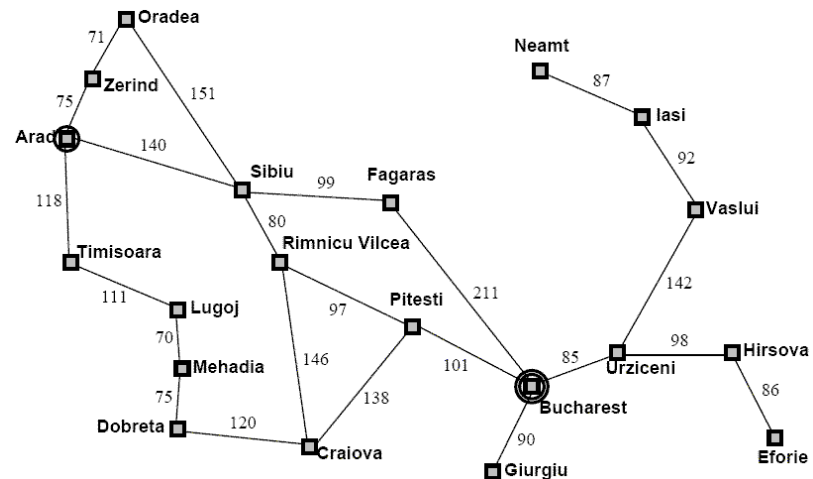 Oradea
71
Neamt
87
Zerind
151
75
Iasi
Arad
140
92
Sibiu
99
Fagaras
118
Vaslui
80
Timisoara
Rimnicu Vilcea
142
111
Lugoj
97
Pitesti
211
70
98
Hirsova
146
101
85
Urziceni
Mehadia
86
75
138
Bucharest
120
Dobreta
90
Craiova
Eforie
Giurgiu